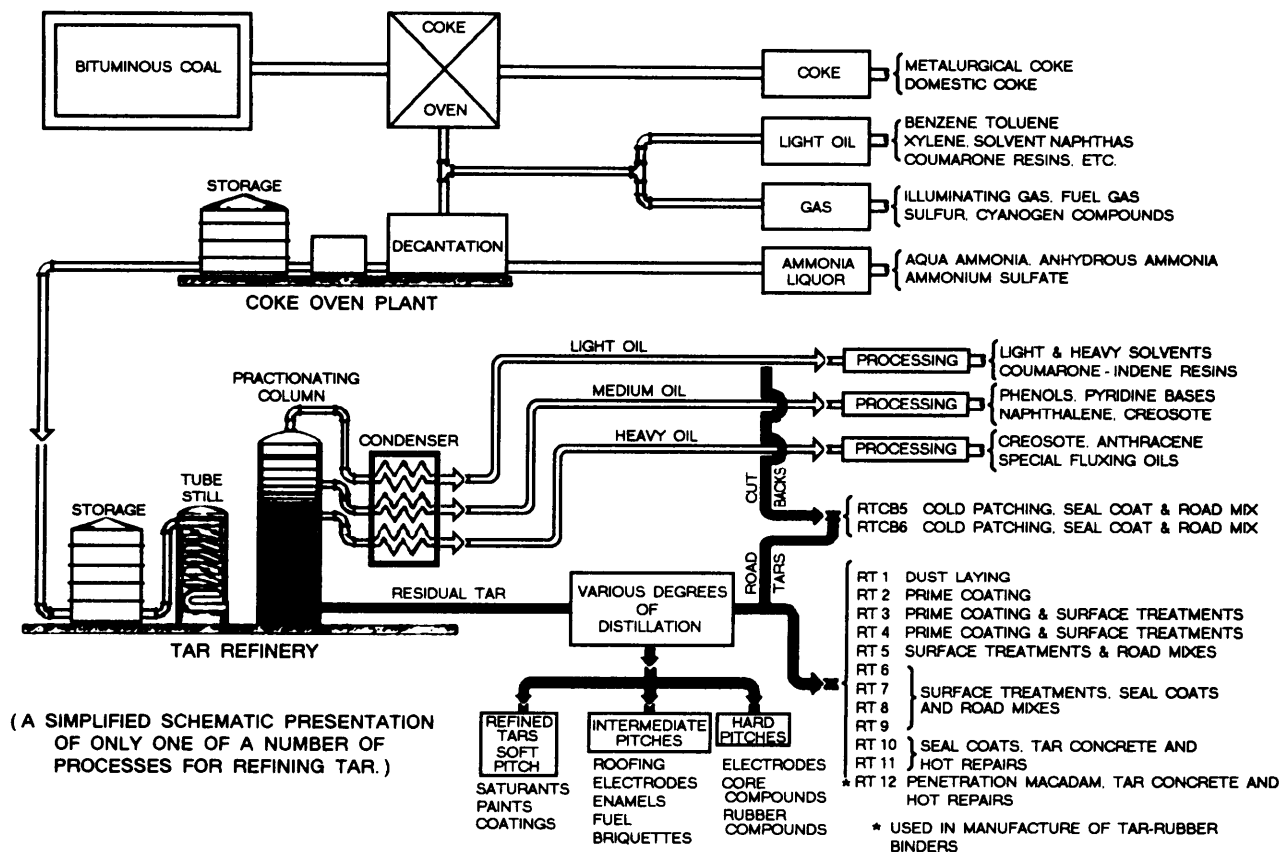 BITUMINOUS COAL
COKE
OVEN
COKE
METALURGICAL COKE
DOMESTIC COKE
LIGHT OIL
BENZENE TOLUENE
XYLENE, SOLVENT NAPHTHAS
COUMARONE RESINS, ETC.
GAS
ILLUMINATING GAS, FUEL GAS
SULFUR, CYANOGEN COMPOUNDS
STORAGE
DECANTATION
AMMONIA
LIQUOR
AQUA AMMONIA, ANHYDROUS AMMONIA
AMMONIUM SULFATE
COKE OVEN PLANT
LIGHT OIL
PROCESSING
LIGHT & HEAVY SOLVENTS
COUMARONE - INDENE RESINS
PRACTIONATING
COLUMN
MEDIUM OIL
PROCESSING
PHENOLS, PYRIDINE BASES
NAPHTHALENE, CREOSOTE
CONDENSER
HEAVY OIL
PROCESSING
CREOSOTE, ANTHRACENE
SPECIAL FLUXING OILS
TUBE
STILL
STORAGE
CUT
BACKS
RTCB5 COLD PATCHING, SEAL COAT & ROAD MIX
RTCB6 COLD PATCHING, SEAL COAT & ROAD MIX
ROAD
TARS
RESIDUAL TAR
VARIOUS DEGREES
OF
DISTILLATION
TAR REFINERY
RT 1 DUST LAYING
RT 2 PRIME COATING
RT 3 PRIME COATING & SURFACE TREATMENTS
RT 4 PRIME COATING & SURFACE TREATMENTS
RT 5 SURFACE TREATMENTS & ROAD MIXES
RT 6
RT 7
RT 8
RT 9
SURFACE TREATMENTS, SEAL COATS
AND ROAD MIXES
RT 10
RT 11
SEAL COATS, TAR CONCRETE AND
HOT REPAIRS
* RT 12 PENETRATION MACADAM, TAR CONCRETE AND
HOT REPAIRS
* USED IN MANUFACTURE OF TAR-RUBBER
BINDERS
(A SIMPLIFIED SCHEMATIC PRESENTATION
OF ONLY ONE OF A NUMBER OF
PROCESSES FOR REFINING TAR.)
REFINED
TARS
SOFT
PITCH
SATURANTS
PAINTS
COATINGS
INTERMEDIATE
PITCHES
ROOFING
ELECTRODES
ENAMELS
FUEL
BRIQUETTES
HARD
PITCHES
ELECTRODES
CORE
COMPOUNDS
RUBBER
COMPOUNDS